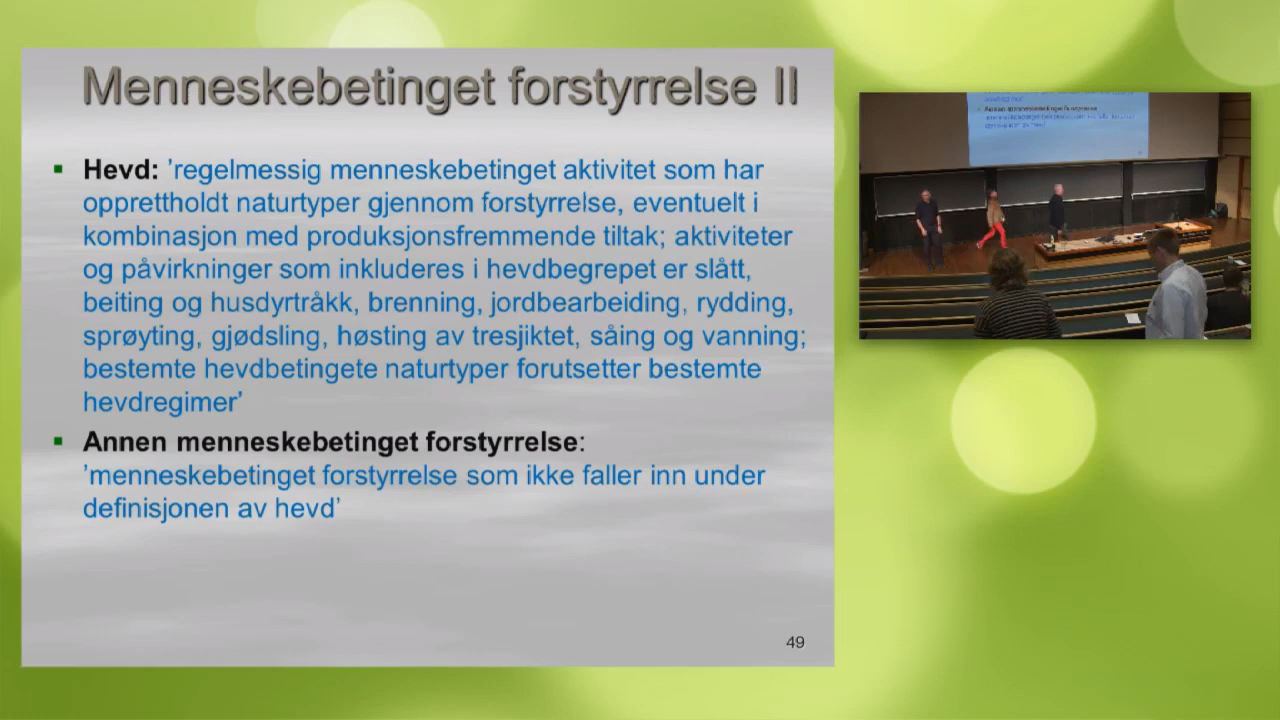 Menneskebetinget forstyrrelse II
Hevd: ’regelmessig menneskebetinget aktivitet som har
opprettholdt naturtyper gjennom forstyrrelse, eventuelt i
kombinasjon med produksjonsfremmende tiltak; aktiviteter
og påvirkninger som inkluderes i hevdbegrepet er slått,
beiting og husdyrtråkk, brenning, jordbearbeiding, rydding,
sprøyting, gjødsling, høsting av tresjiktet, såing og vanning;
bestemte hevdbetingete naturtyper forutsetter bestemte
hevdregimer’
Annen menneskebetinget forstyrrelse:
’menneskebetinget forstyrrelse som ikke faller inn under
definisjonen av hevd’
49